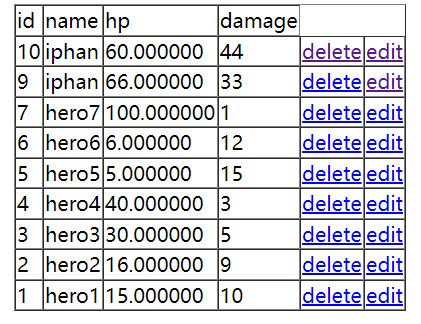 id name hp damage
10 iphan 60.000000 44 delete edit
9 iphan 66.000000 33 delete edit
7 hero7 100.000000 1 delete edit
6 hero6 6.000000 12 delete edit
5 hero5 5.000000 15 delete edit
4 hero4 40.000000 3 delete edit
3 hero3 30.000000 5 delete edit
2 hero2 16.000000 9 delete edit
1 hero1 15.000000 10 delete edit